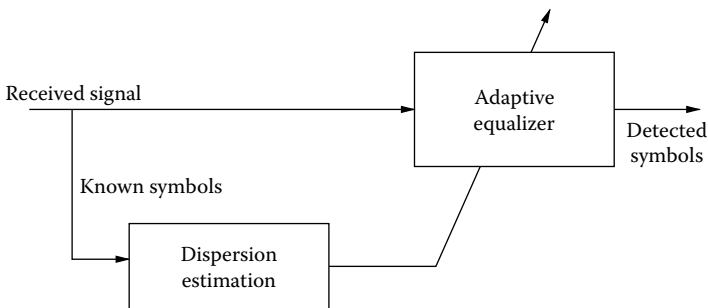 Received signal
Adaptive
equalizer
Detected
symbols
Known symbols
Dispersion
estimation